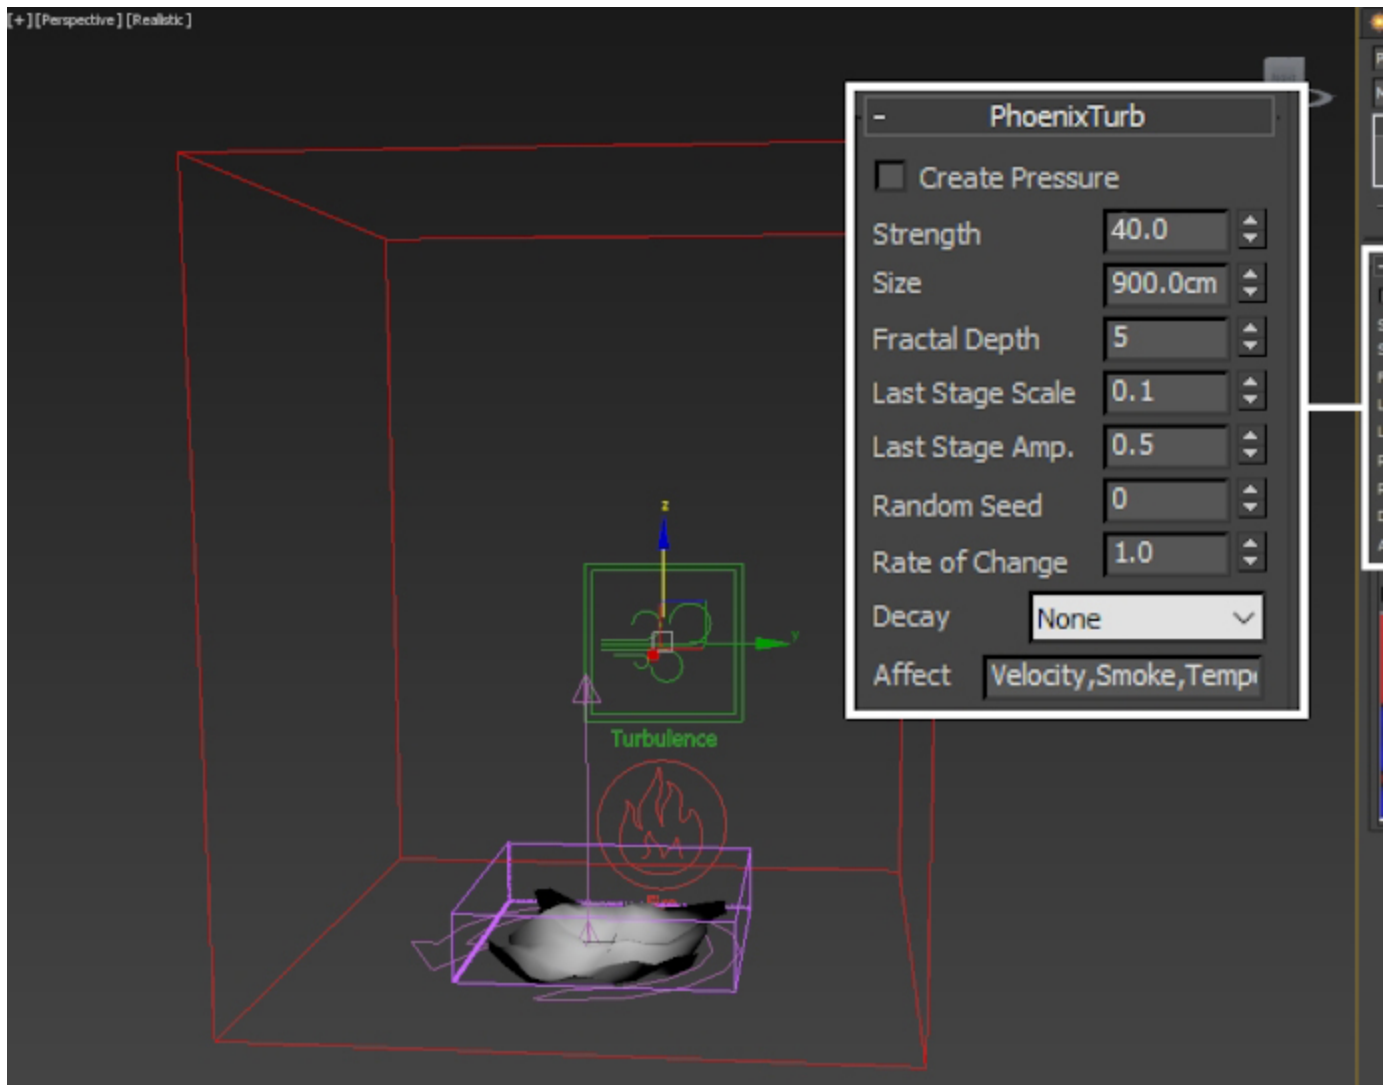 [+] [Perspective] [Realistic]
- PhoenixTurb
Create Pressure
Strength 40.0
Size 900.0cm
Fractal Depth 5
Last Stage Scale 0.1
Last Stage Amp. 0.5
Random Seed 0
Rate of Change 1.0
Decay None
Affect Velocity,Smoke,Temp
z
y
Turbulence